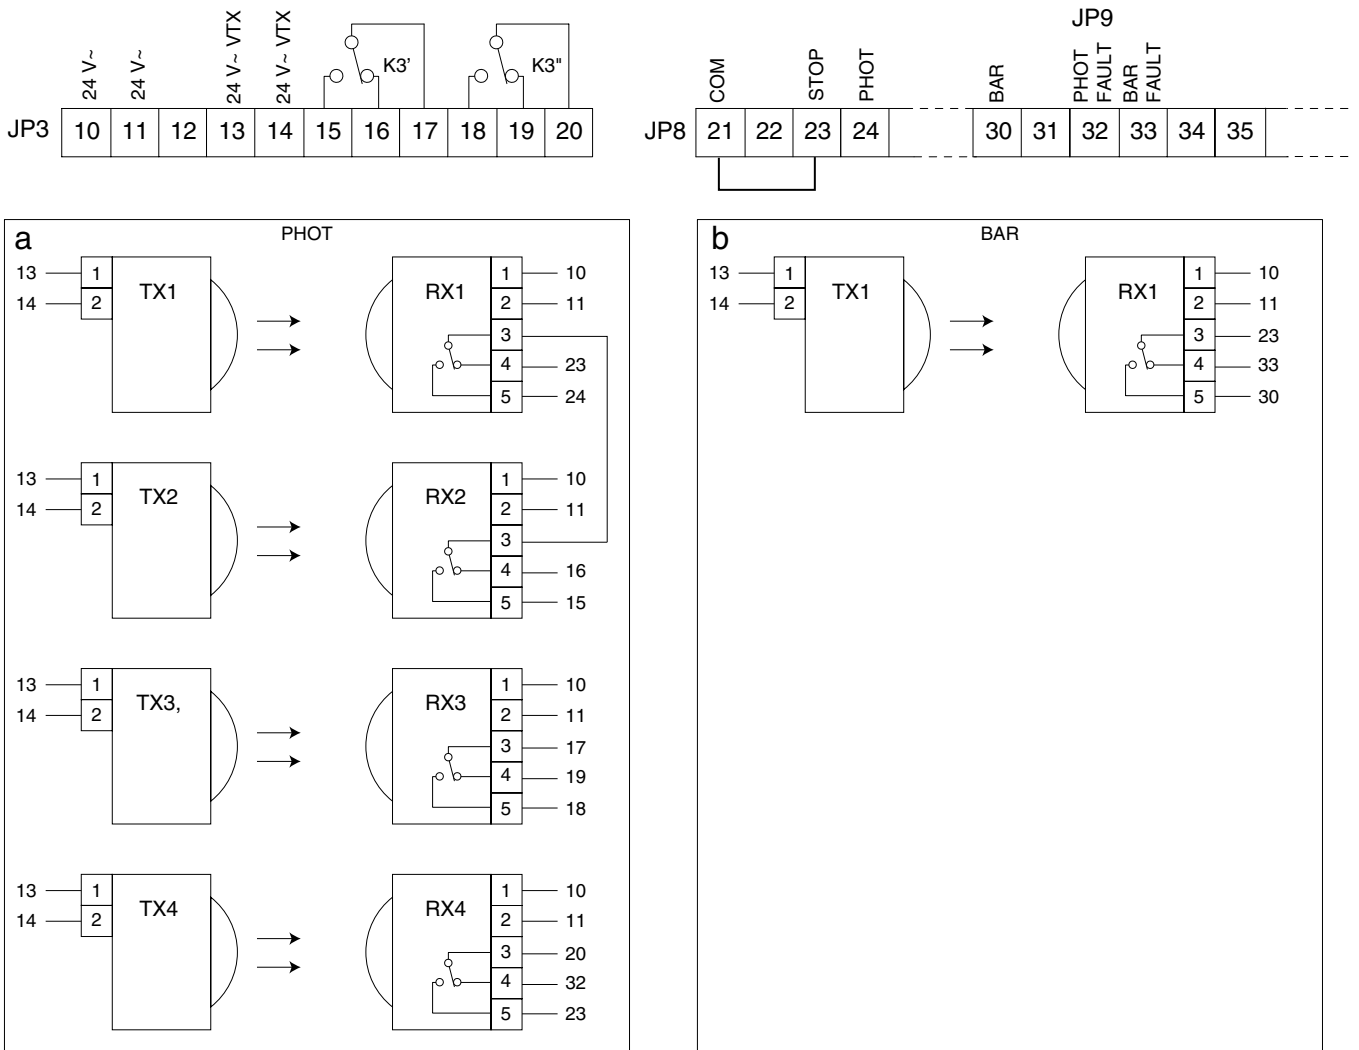 JP9
24 V~ 24 V~ 24 V~ VTX 24 V~ VTX K3' K3"
COM STOP PHOT BAR PHOT FAULT BAR FAULT
JP3 10 11 12 13 14 15 16 17 18 19 20
JP8 21 22 23 24 30 31 32 33 34 35
a PHOT
13 1 TX1 RX1 1 10
14 2 2 11
3
4 23
5 24
13 1 TX2 RX2 1 10
14 2 2 11
3
4 16
5 15
13 1 TX3, RX3 1 10
14 2 2 11
3 17
4 19
5 18
13 1 TX4 RX4 1 10
14 2 2 11
3 20
4 32
5 23
b BAR
13 1 TX1 RX1 1 10
14 2 2 11
3 23
4 33
5 30